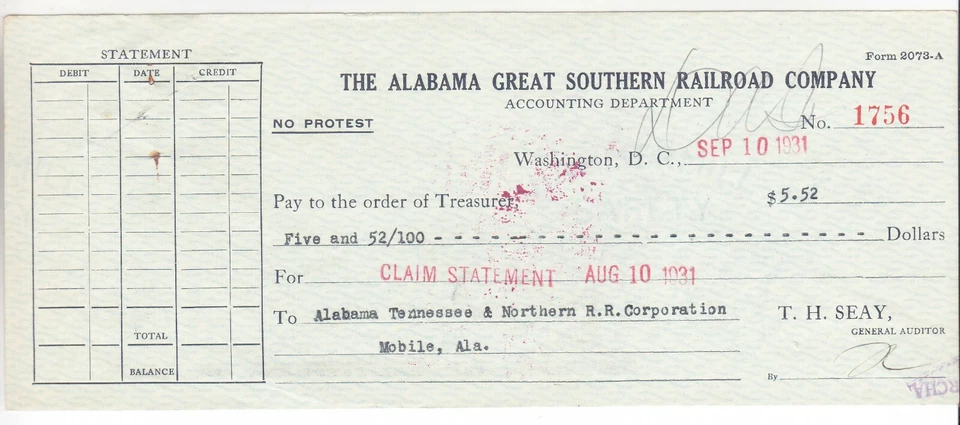 STATEMENT
DEBIT DATE CREDIT
TOTAL
BALANCE
Form 2073-A
THE ALABAMA GREAT SOUTHERN RAILROAD COMPANY
ACCOUNTING DEPARTMENT
NO PROTEST
No. 1756
Washington, D. C., SEP 10 1931
Pay to the order of Treasurer, $5.52
Five and 52/100 - - - - - - - - - - - - - - - - - - - - - - - - - - - Dollars
For CLAIM STATEMENT AUG 10 1931
To Alabama Tennessee & Northern R.R.Corporation
Mobile, Ala.
T. H. SEAY,
GENERAL AUDITOR
By